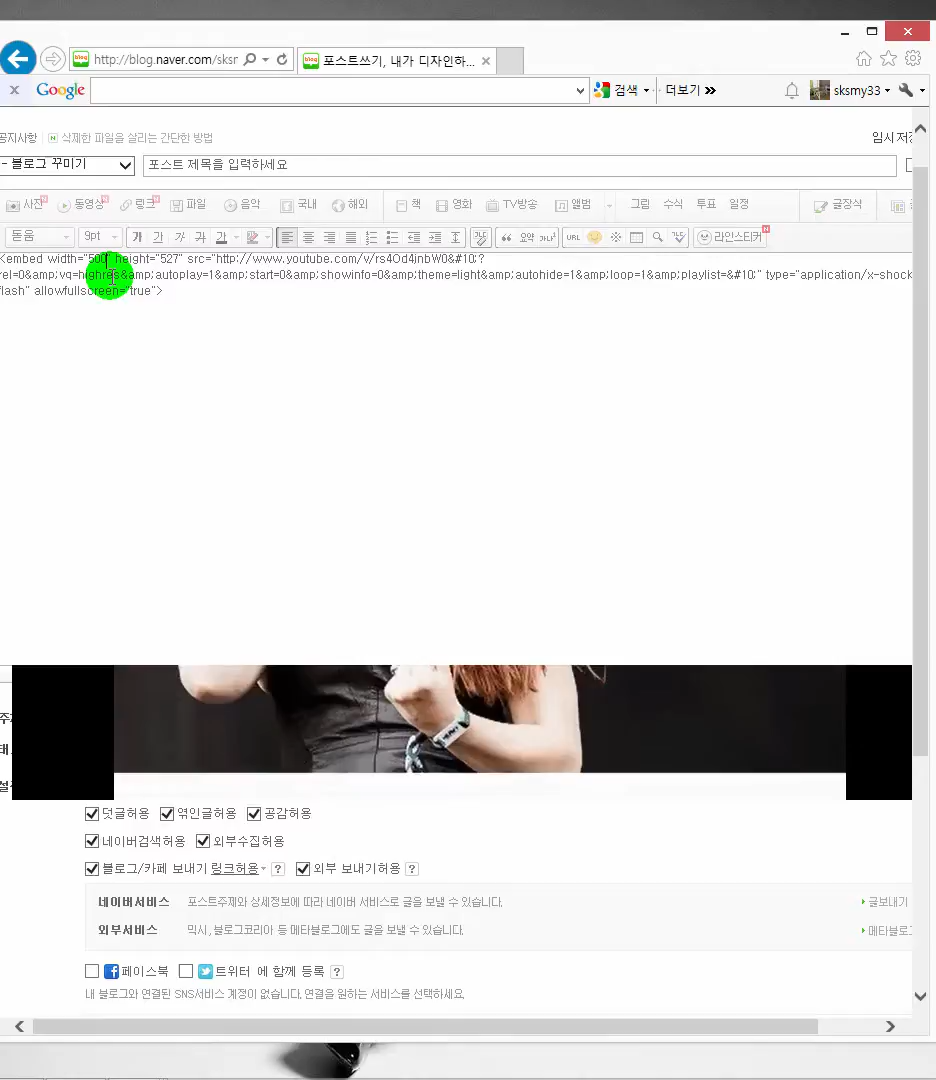 http://blog.naver.com/sksr
포스트쓰기, 내가 디자인하...
Google
검색
더보기
sksmy33
공지사항
삭제한 파일을 살리는 간단한 방법
임시 저장
- 블로그 꾸미기
포스트 제목을 입력하세요
사진 동영상 링크 파일 음악 국내 해외 책 영화 TV방송 앨범 그림 수식 투표 일정 글장식
돋움 9pt 가 가 가 가 가 요약 URL 라인스티커
<embed width="500" height="527" src="http://www.youtube.com/v/rs4Od4jnbW0&#10;?
rel=0&amp;vq=highres&amp;autoplay=1&amp;start=0&amp;showinfo=0&amp;theme=light&amp;autohide=1&amp;loop=1&amp;playlist=&#10;" type="application/x-shock
flash" allowfullscreen="true">
덧글허용 엮인글허용 공감허용
네이버검색허용 외부수집허용
블로그/카페 보내기 링크허용 ? 외부 보내기허용 ?
네이버서비스 포스트주제와 상세정보에 따라 네이버 서비스로 글을 보낼 수 있습니다. 글보내기
외부서비스 믹시, 블로그코리아 등 메타블로그에도 글을 보낼 수 있습니다. 메타블로그
페이스북 트위터 에 함께 등록 ?
내 블로그와 연결된 SNS서비스 계정이 없습니다. 연결을 원하는 서비스를 선택하세요.